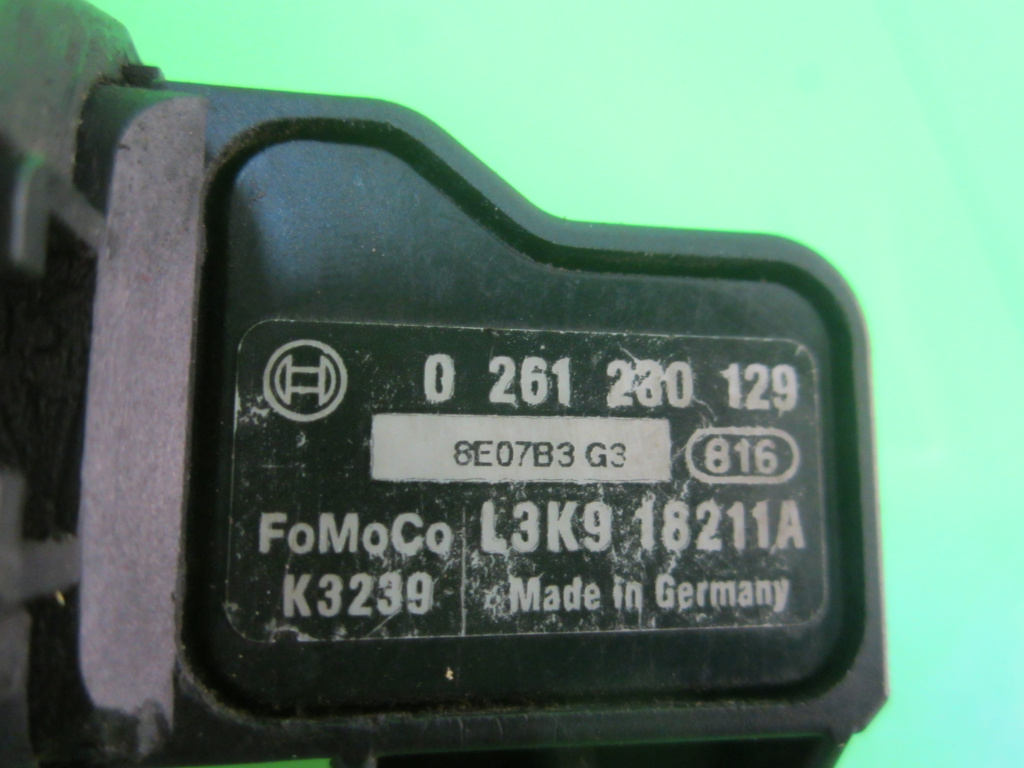 0 261 230 129
8E07B3 G3
816
FoMoCo
L3K9 18211A
K3239
Made in Germany